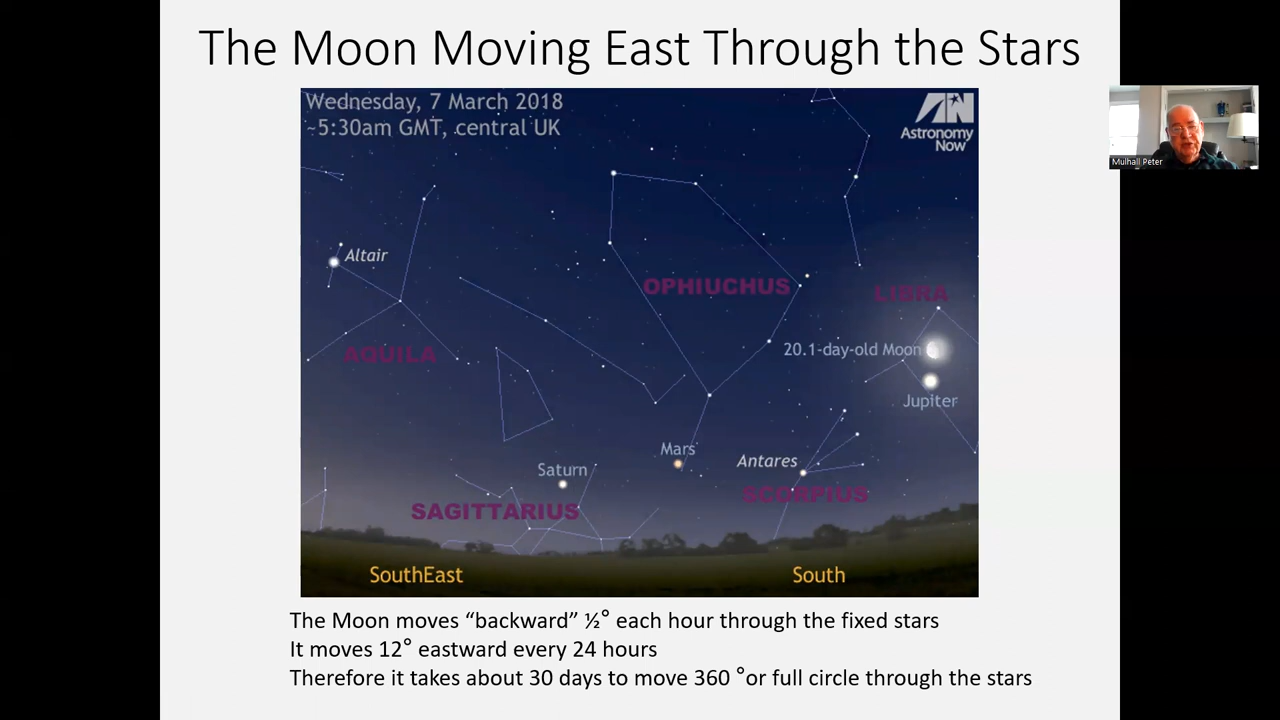 The Moon Moving East Through the Stars
Wednesday, 7 March 2018
~5:30am GMT, central UK
AN
Astronomy
Now
Mulhall Peter
Altair
OPHIUCHUS
LIBRA
AQUILA
20.1-day-old Moon
Jupiter
Mars
Antares
Saturn
SCORPIUS
SAGITTARIUS
SouthEast
South
The Moon moves “backward” ½° each hour through the fixed stars
It moves 12° eastward every 24 hours
Therefore it takes about 30 days to move 360 °or full circle through the stars